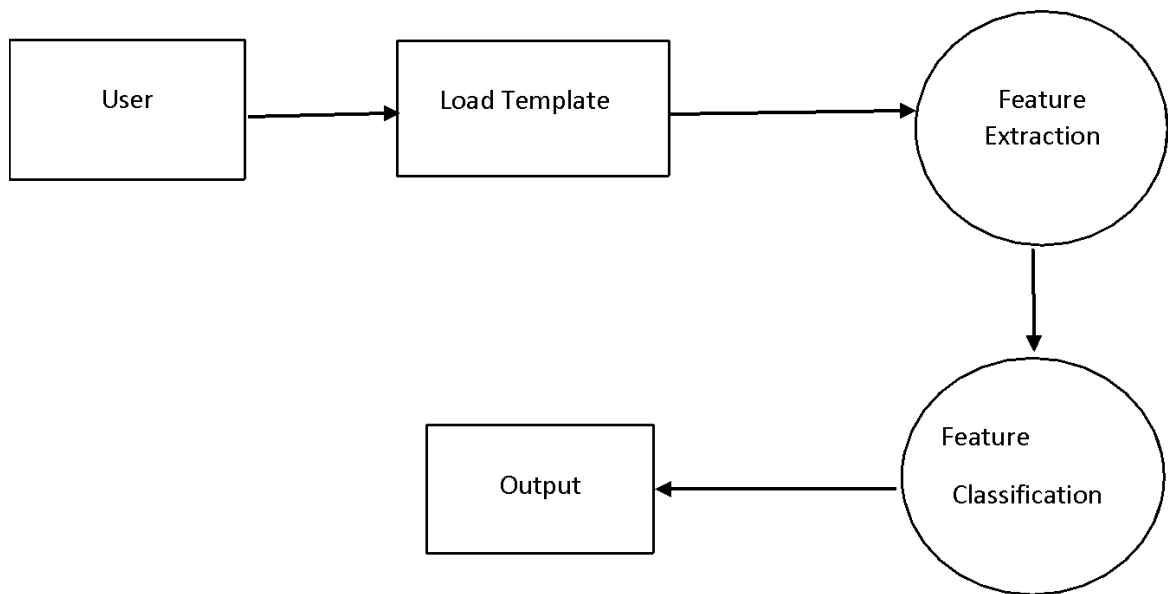 User
Load Template
Feature
Extraction
Feature
Classification
Output